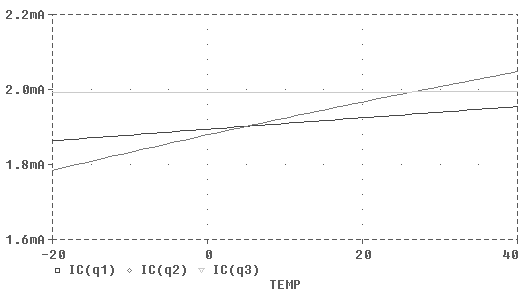 2.2mA
2.0mA
1.8mA
1.6mA
-20 0 20 40
IC(q1) IC(q2) IC(q3)
TEMP